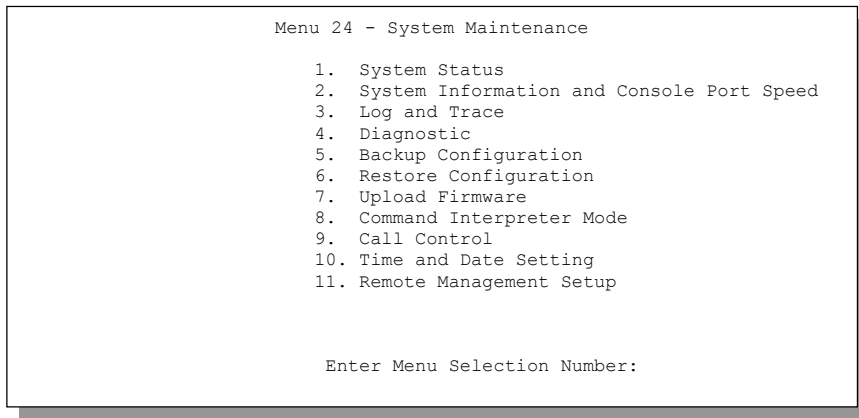 Menu 24 - System Maintenance
1. System Status
2. System Information and Console Port Speed
3. Log and Trace
4. Diagnostic
5. Backup Configuration
6. Restore Configuration
7. Upload Firmware
8. Command Interpreter Mode
9. Call Control
10. Time and Date Setting
11. Remote Management Setup
Enter Menu Selection Number: